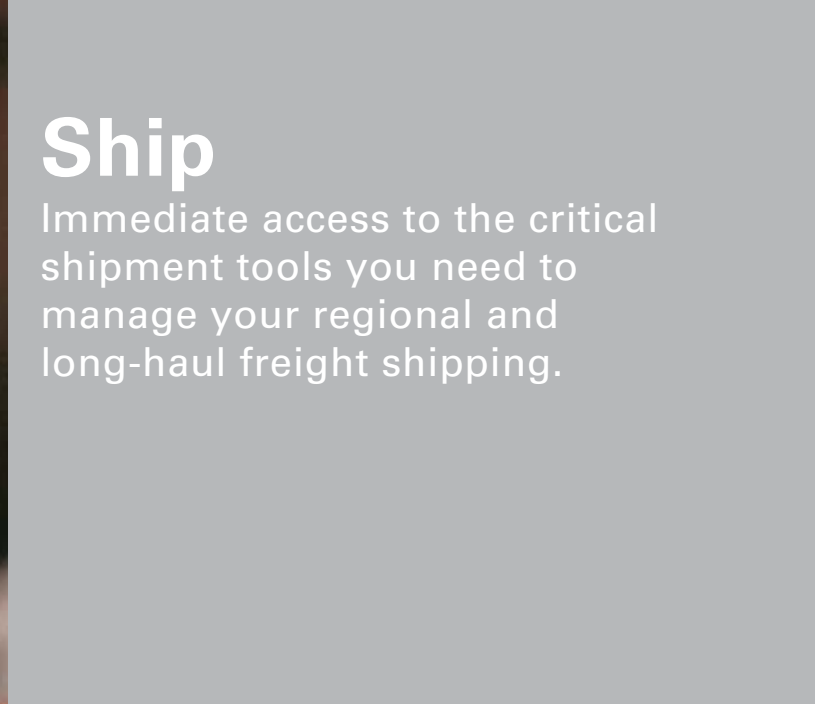 Ship
Immediate access to the critical
shipment tools you need to
manage your regional and
long-haul freight shipping.